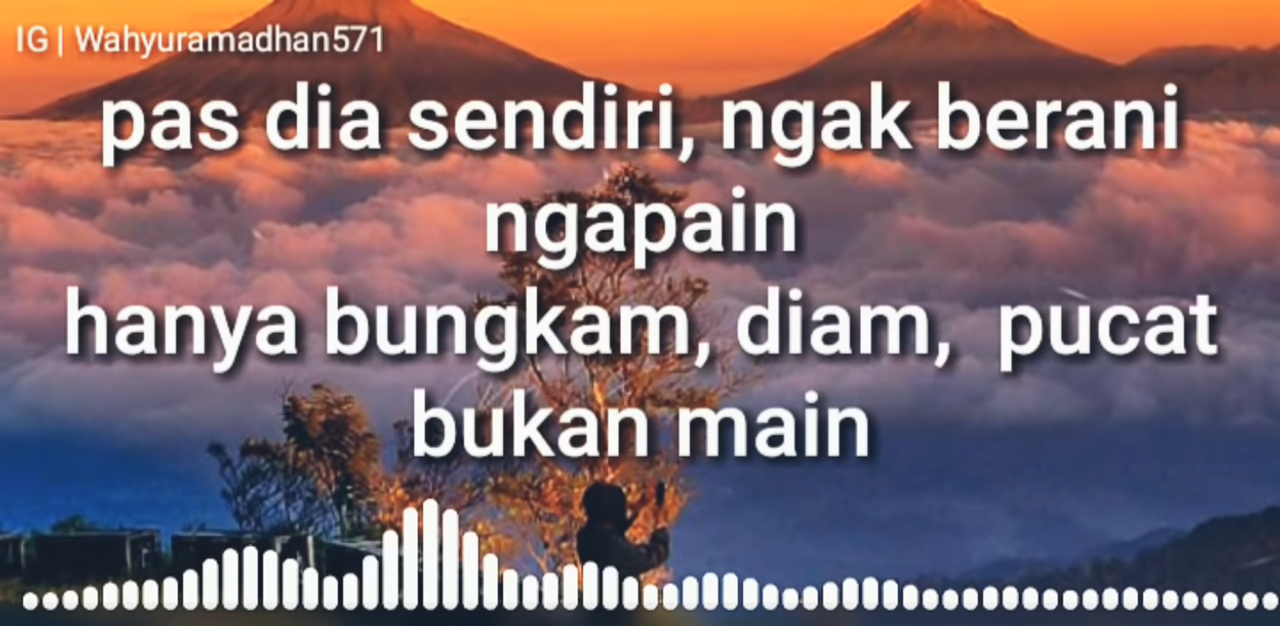 IG | Wahyuramadhan571
pas dia sendiri, ngak berani
ngapain
hanya bungkam, diam, pucat
bukan main